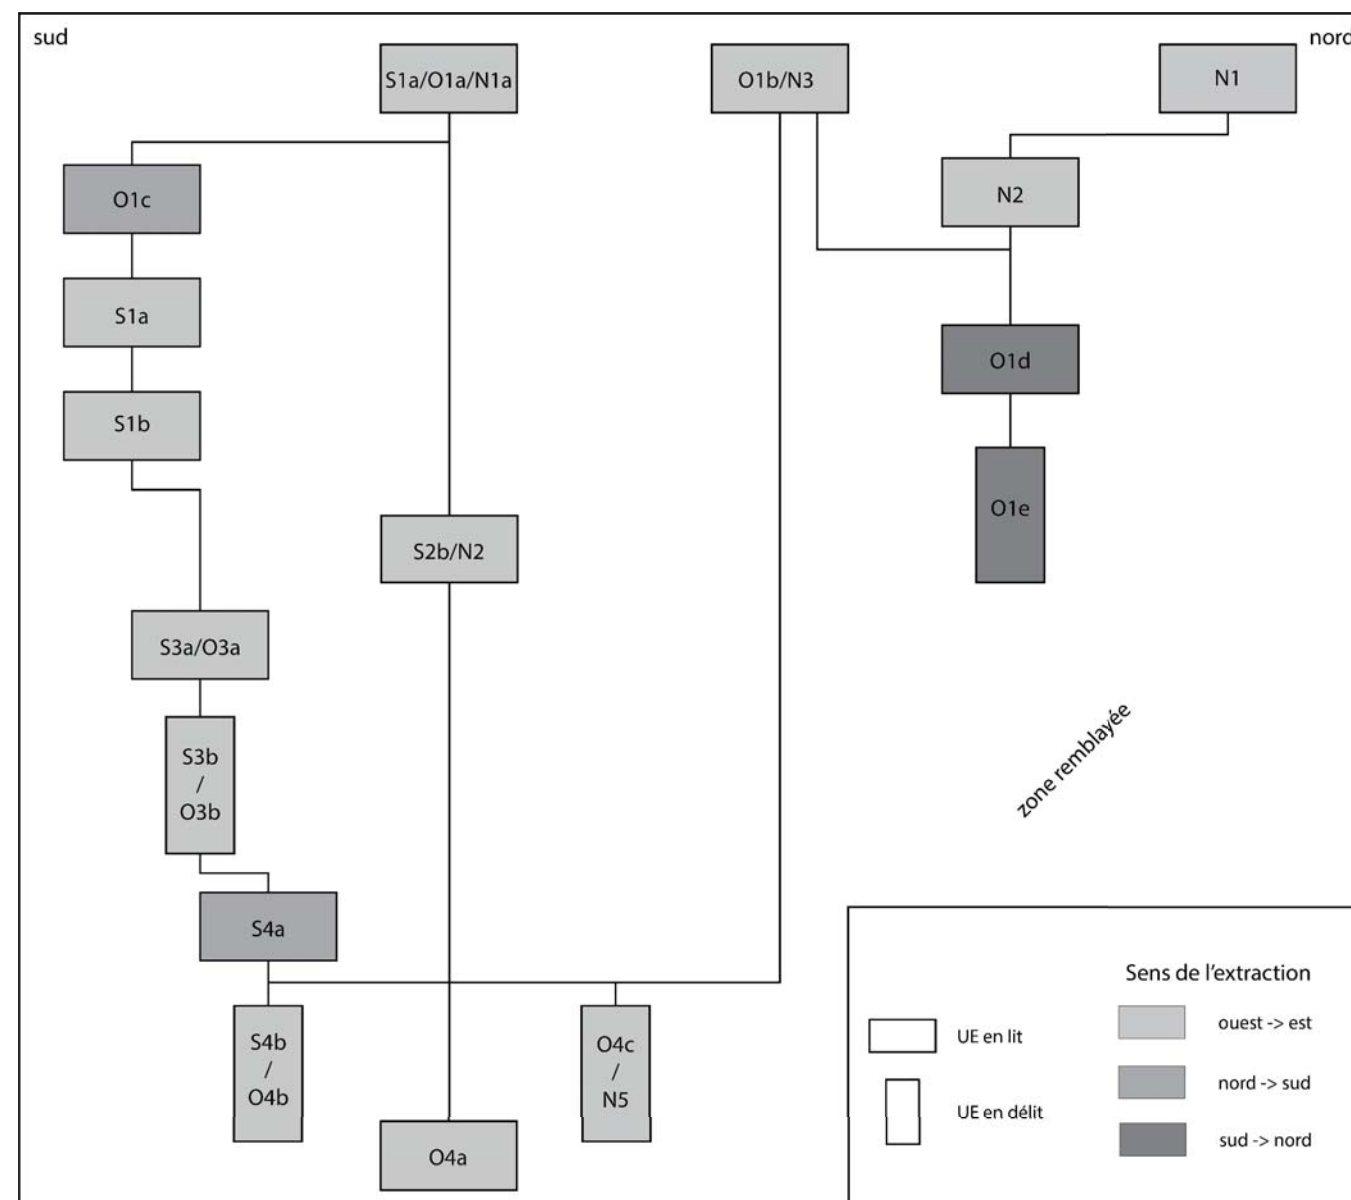 sud
nord
S1a/O1a/N1a
O1b/N3
N1
O1c
N2
S1a
O1d
S1b
O1e
S2b/N2
S3a/O3a
S3b
/
O3b
zone remblayée
S4a
S4b
/
O4b
O4c
/
N5
O4a
Sens de l'extraction
UE en lit
UE en délit
ouest -> est
nord -> sud
sud -> nord